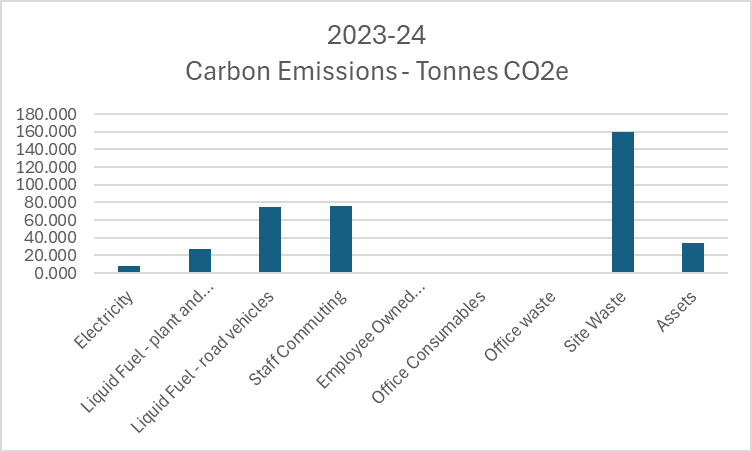 2023-24
Carbon Emissions - Tonnes CO2e
180.000
160.000
140.000
120.000
100.000
80.000
60.000
40.000
20.000
0.000
Electricity
Liquid Fuel - plant and...
Liquid Fuel - road vehicles
Staff Commuting
Employee Owned...
Office Consumables
Office waste
Site Waste
Assets